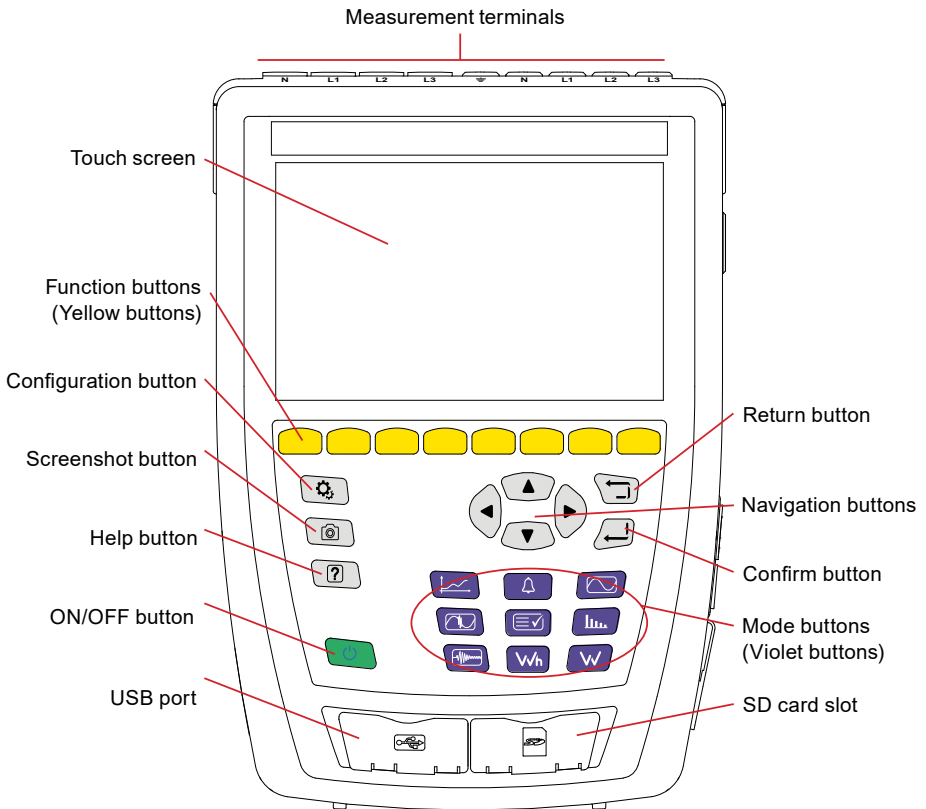 Measurement terminals
N L1 L2 L3 N L1 L2 L3
Touch screen
Function buttons
(Yellow buttons)
Configuration button
Screenshot button
Help button
ON/OFF button
USB port
Return button
Navigation buttons
Confirm button
Mode buttons
(Violet buttons)
SD card slot
?
Wh
W